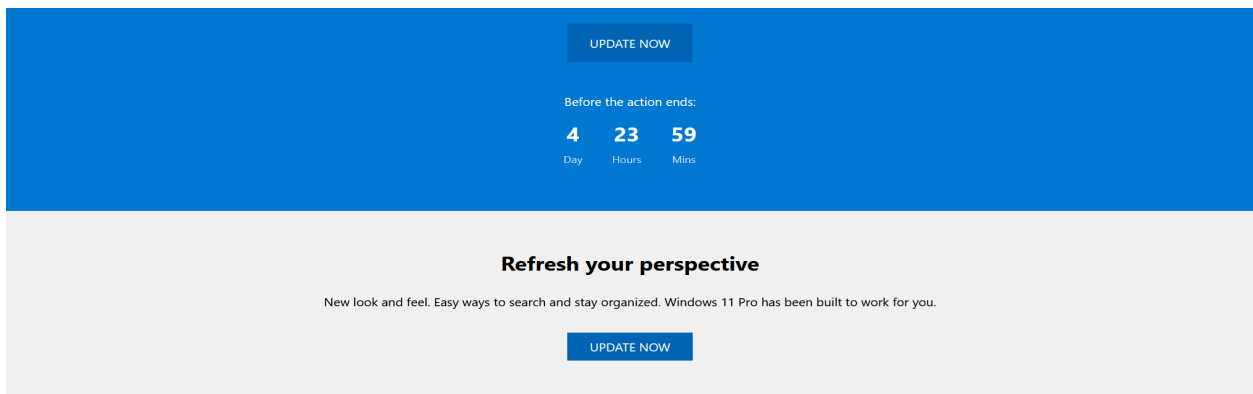 UPDATE NOW
Before the action ends:
4 23 59
Day Hours Mins
Refresh your perspective
New look and feel. Easy ways to search and stay organized. Windows 11 Pro has been built to work for you.
UPDATE NOW